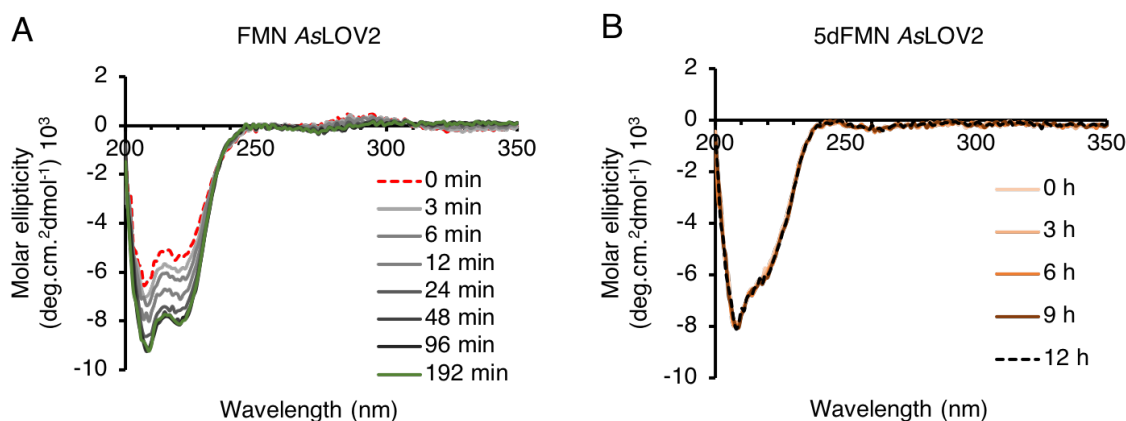 A
FMN AsLOV2
2
0
-2
-4
-6
-8
-10
200
250
300
350
Molar ellipticity
(deg.cm.²dmol⁻¹) 10³
Wavelength (nm)
0 min
3 min
6 min
12 min
24 min
48 min
96 min
192 min
B
5dFMN AsLOV2
2
0
-2
-4
-6
-8
-10
200
250
300
350
Molar ellipticity
(deg.cm.²dmol⁻¹) 10³
Wavelength (nm)
0 h
3 h
6 h
9 h
12 h